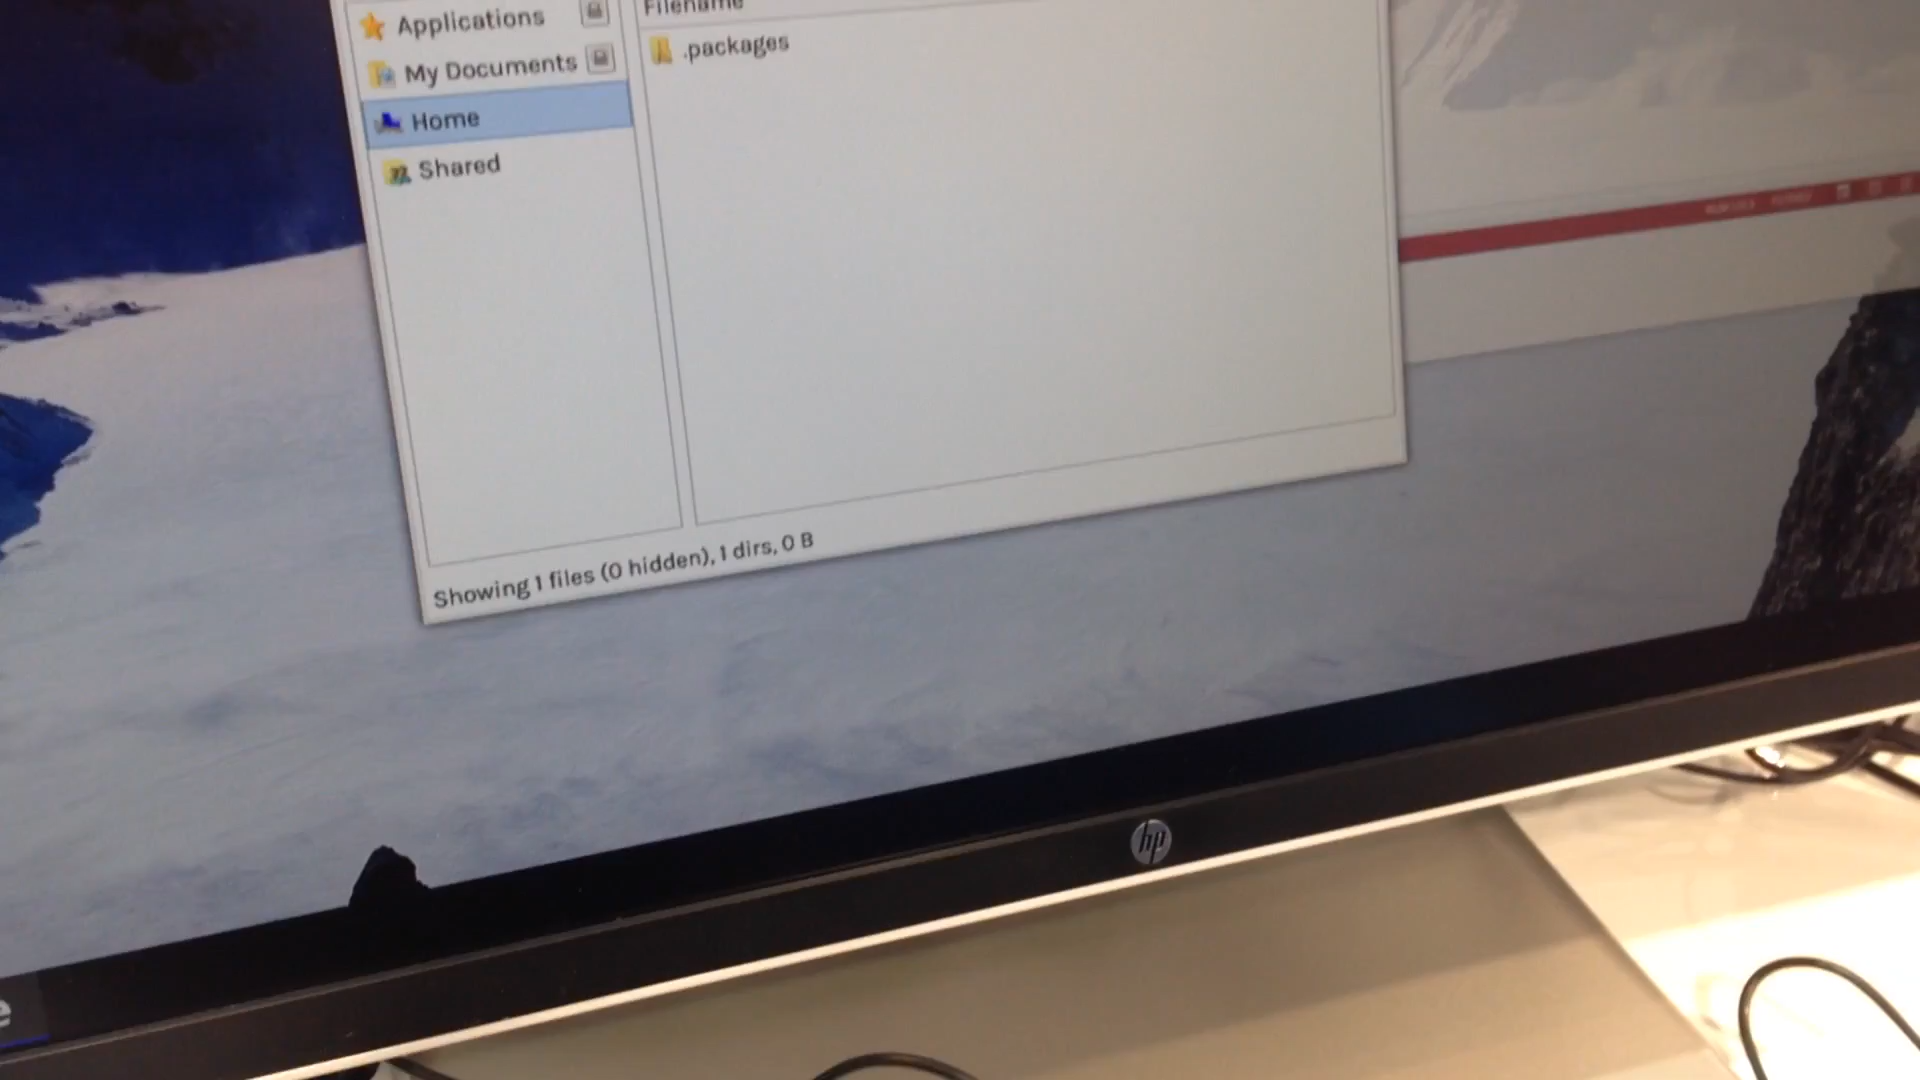 Applications
Filename
My Documents
.packages
Home
Shared
Showing 1 files (0 hidden), 1 dirs, 0 B
hp
e